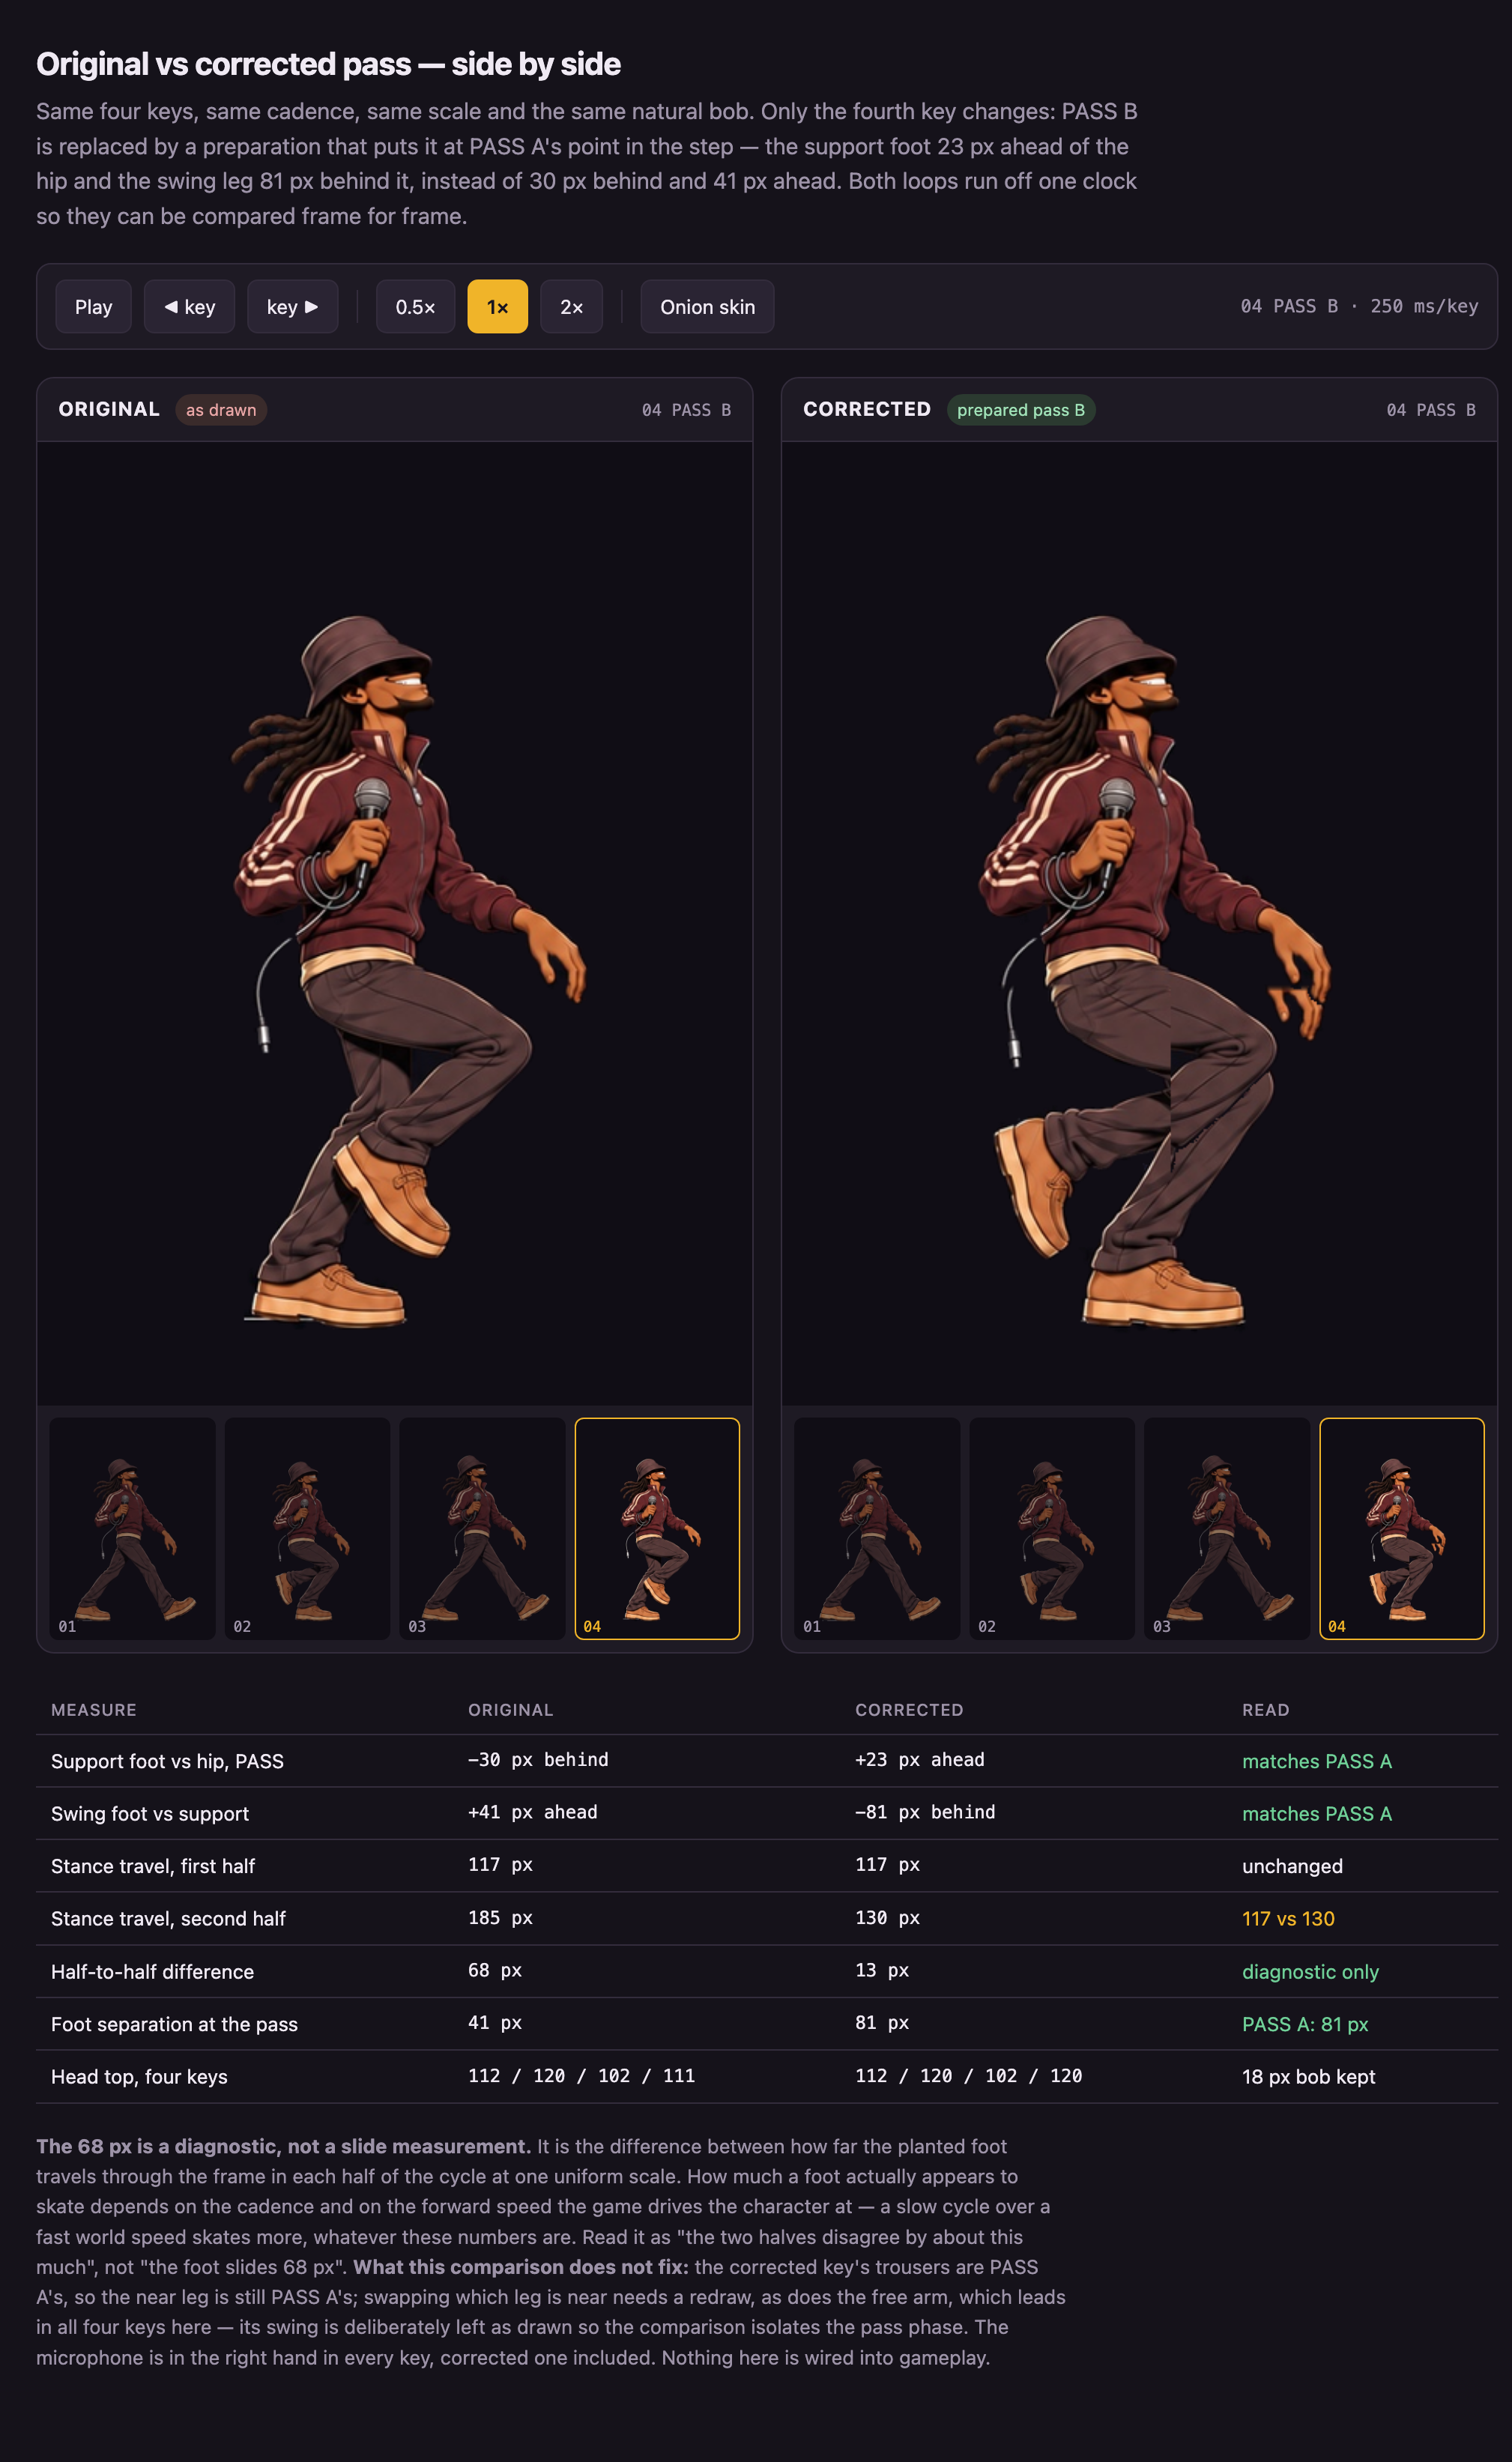 Original vs corrected pass — side by side
Same four keys, same cadence, same scale and the same natural bob. Only the fourth key changes: PASS B
is replaced by a preparation that puts it at PASS A's point in the step — the support foot 23 px ahead of the
hip and the swing leg 81 px behind it, instead of 30 px behind and 41 px ahead. Both loops run off one clock
so they can be compared frame for frame.
Play ◀ key key ▶ 0.5× 1× 2× Onion skin 04 PASS B · 250 ms/key
ORIGINAL as drawn 04 PASS B
CORRECTED prepared pass B 04 PASS B
01 02 03 04
01 02 03 04
MEASURE ORIGINAL CORRECTED READ
Support foot vs hip, PASS −30 px behind +23 px ahead matches PASS A
Swing foot vs support +41 px ahead −81 px behind matches PASS A
Stance travel, first half 117 px 117 px unchanged
Stance travel, second half 185 px 130 px 117 vs 130
Half-to-half difference 68 px 13 px diagnostic only
Foot separation at the pass 41 px 81 px PASS A: 81 px
Head top, four keys 112 / 120 / 102 / 111 112 / 120 / 102 / 120 18 px bob kept
The 68 px is a diagnostic, not a slide measurement. It is the difference between how far the planted foot
travels through the frame in each half of the cycle at one uniform scale. How much a foot actually appears to
skate depends on the cadence and on the forward speed the game drives the character at — a slow cycle over a
fast world speed skates more, whatever these numbers are. Read it as "the two halves disagree by about this
much", not "the foot slides 68 px". What this comparison does not fix: the corrected key's trousers are PASS
A's, so the near leg is still PASS A's; swapping which leg is near needs a redraw, as does the free arm, which leads
in all four keys here — its swing is deliberately left as drawn so the comparison isolates the pass phase. The
microphone is in the right hand in every key, corrected one included. Nothing here is wired into gameplay.